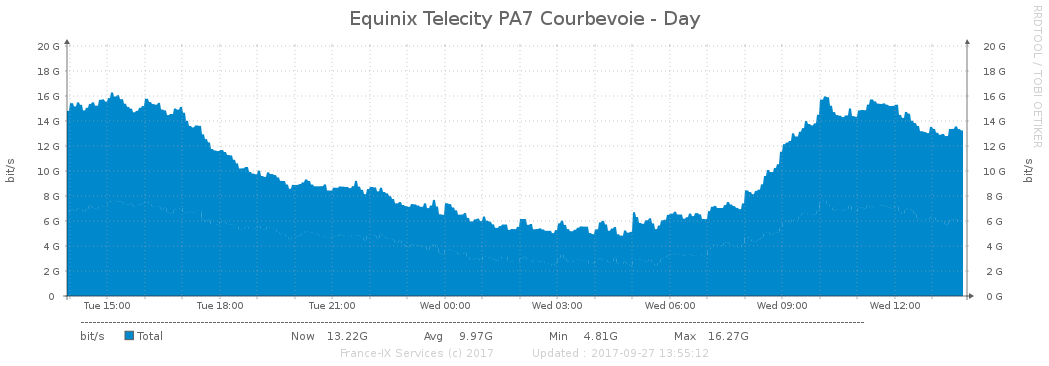 Equinix Telecity PA7 Courbevoie - Day
RRDTOOL / TOBI OETIKER
bit/s
20 G 20 G
18 G 18 G
16 G 16 G
14 G 14 G
12 G 12 G
10 G 10 G
8 G 8 G
6 G 6 G
4 G 4 G
2 G 2 G
0 0 G
bit/s
Tue 15:00 Tue 18:00 Tue 21:00 Wed 00:00 Wed 03:00 Wed 06:00 Wed 09:00 Wed 12:00
bit/s Total Now 13.22G Avg 9.97G Min 4.81G Max 16.27G
France-IX Services (c) 2017 Updated : 2017-09-27 13:55:12